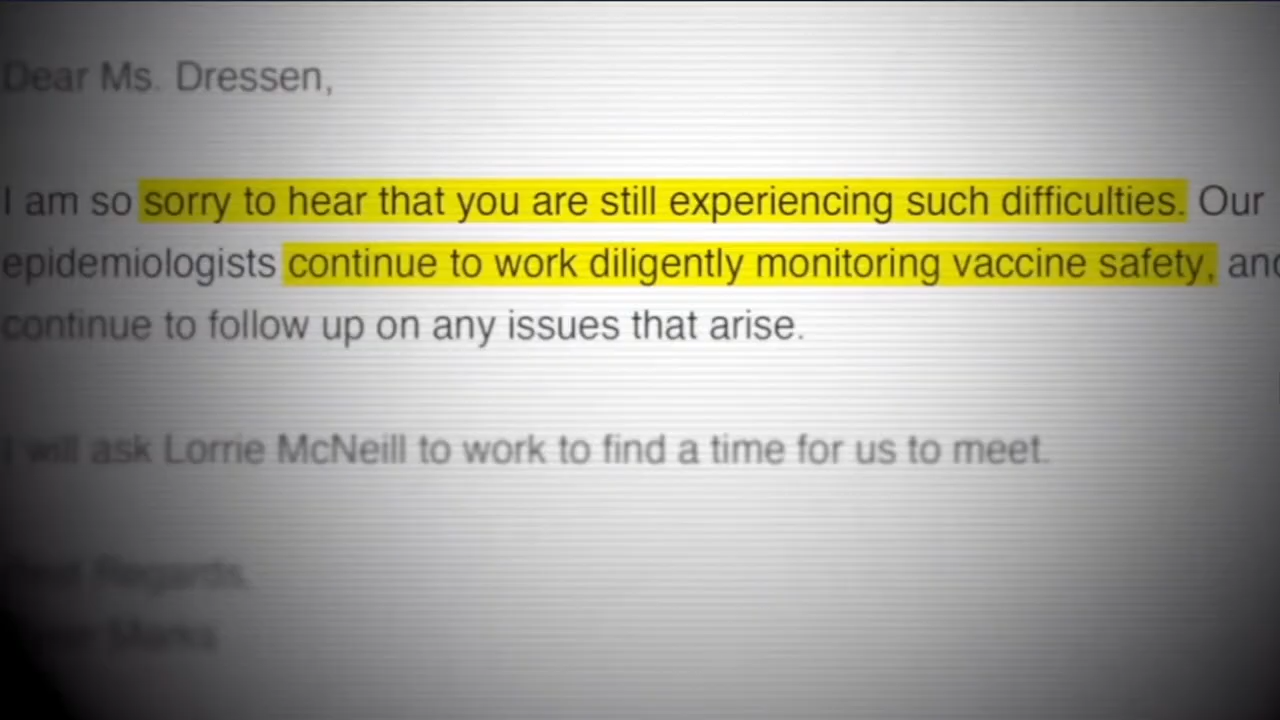 Dear Ms. Dressen,
I am so sorry to hear that you are still experiencing such difficulties. Our
epidemiologists continue to work diligently monitoring vaccine safety, and
continue to follow up on any issues that arise.
I will ask Lorrie McNeill to work to find a time for us to meet.
Regards,
Marks